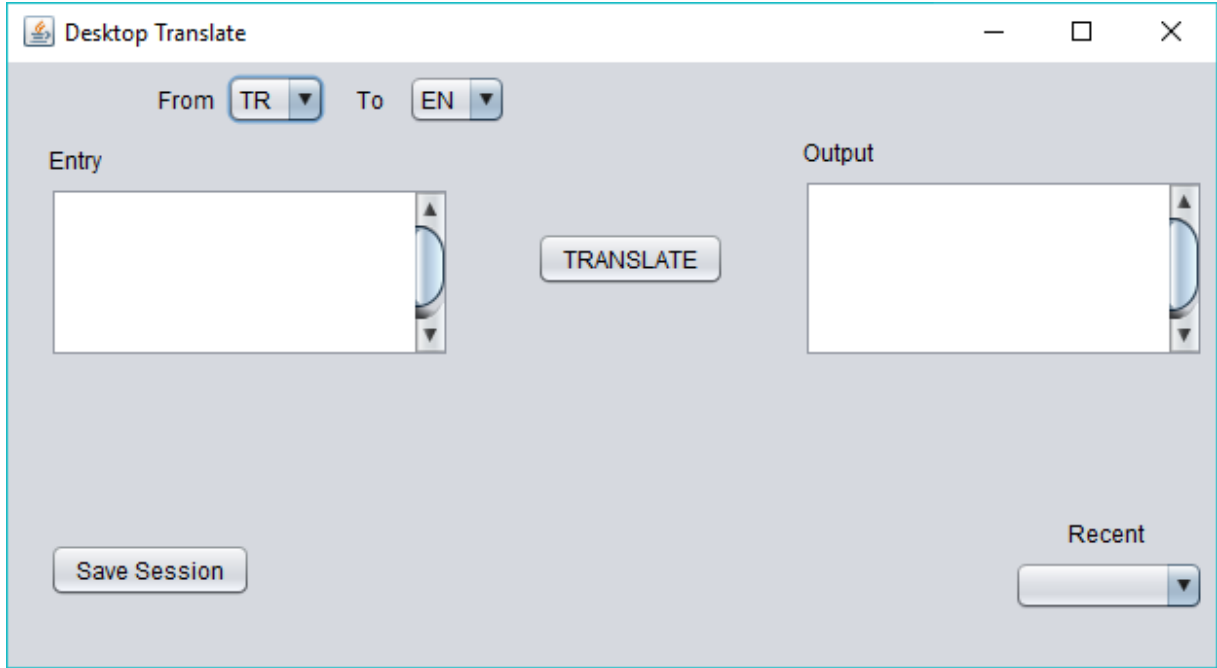 Desktop Translate
From TR To EN
Entry
Output
TRANSLATE
Recent
Save Session